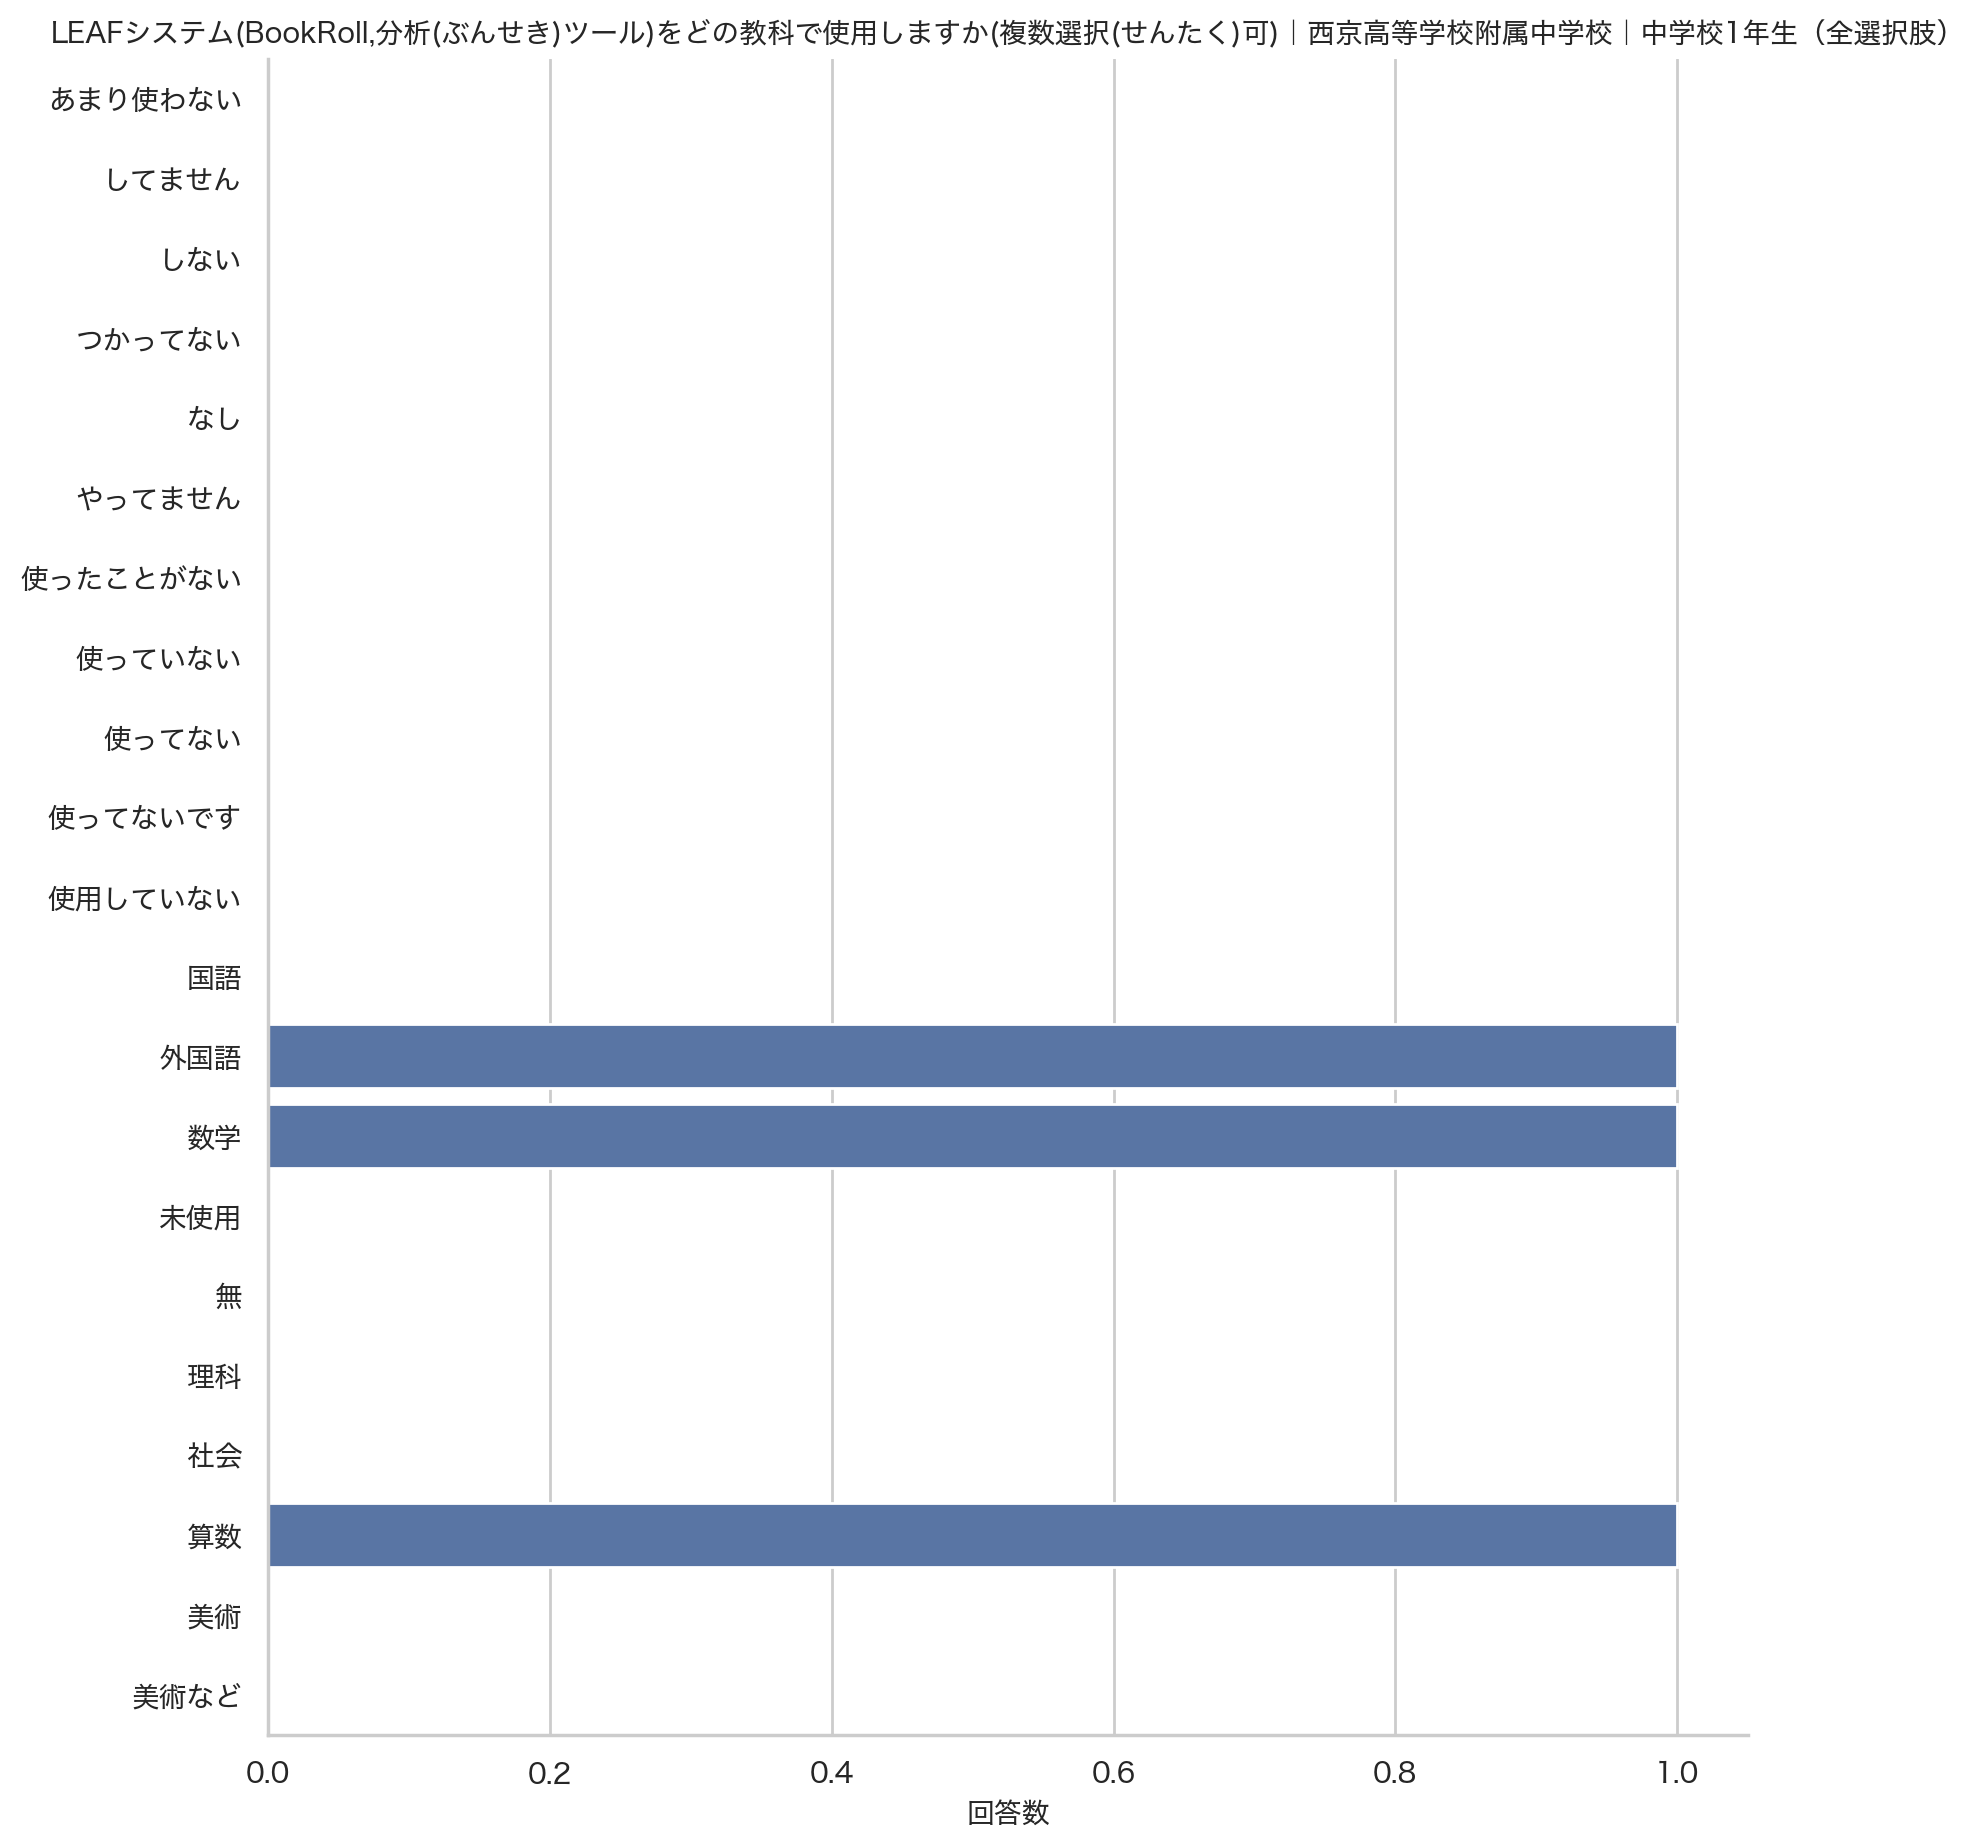 LEAFシステム(BookRoll,分析(ぶんせき)ツール)をどの教科で使用しますか(複数選択(せんたく)可)｜西京高等学校附属中学校｜中学校1年生（全選択肢）
あまり使わない
してません
しない
つかってない
なし
やってません
使ったことがない
使っていない
使ってない
使ってないです
使用していない
国語
外国語
数学
未使用
無
理科
社会
算数
美術
美術など
0.0 0.2 0.4 0.6 0.8 1.0
回答数